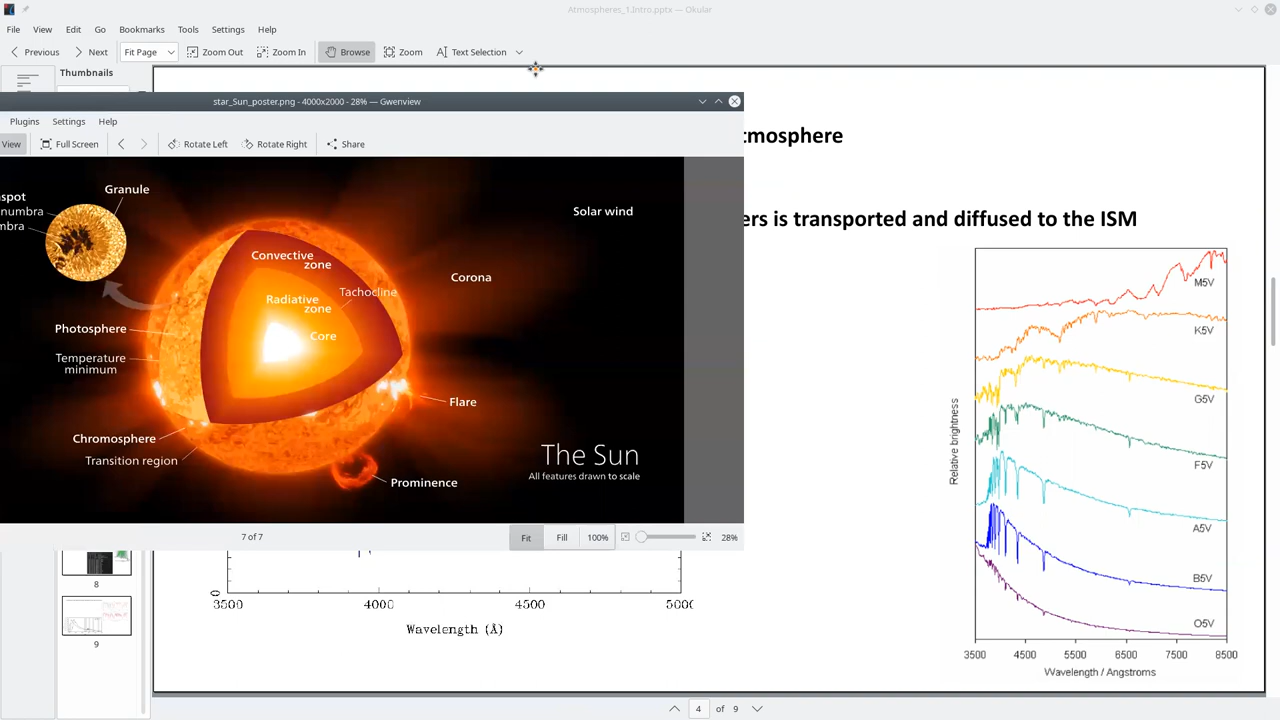 Atmospheres_1.Intro.pptx — Okular
File View Edit Go Bookmarks Tools Settings Help
Previous Next Fit Page Zoom Out Zoom In Browse Zoom Text Selection
Thumbnails
star_Sun_poster.png - 4000x2000 - 28% — Gwenview
Plugins Settings Help
View Full Screen Rotate Left Rotate Right Share
tmosphere
ers is transported and diffused to the ISM
spot
numbra
mbra
Granule
Solar wind
Convective
zone
Corona
Radiative
zone
Tachocline
Core
Photosphere
Temperature
minimum
Flare
Chromosphere
Transition region
Prominence
The Sun
All features drawn to scale
7 of 7
Fit Fill 100% 28%
8
9
0
3500 4000 4500 500
Wavelength (Å)
M5V
K5V
G5V
F5V
A5V
B5V
O5V
Relative brightness
3500 4500 5500 6500 7500 8500
Wavelength / Angstroms
4 of 9